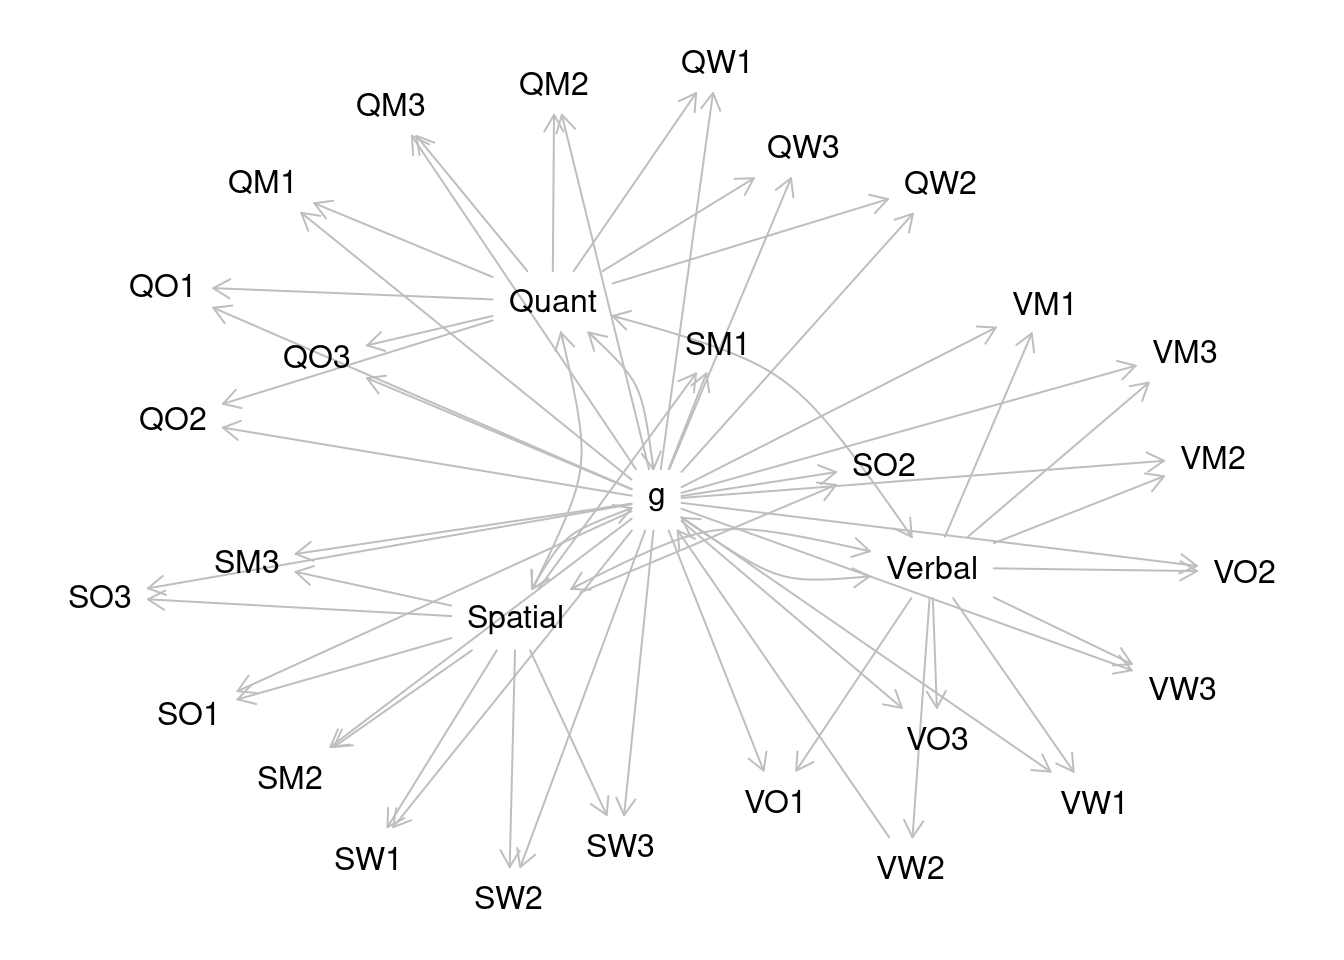 QW1
QM2
QM3
QW3
QM1
QW2
QO1
Quant
VM1
SM1
VM3
QO3
QO2
VM2
SO2
g
SM3
Verbal
VO2
SO3
Spatial
VW3
SO1
VO3
SM2
VO1
VW1
SW3
SW1
VW2
SW2